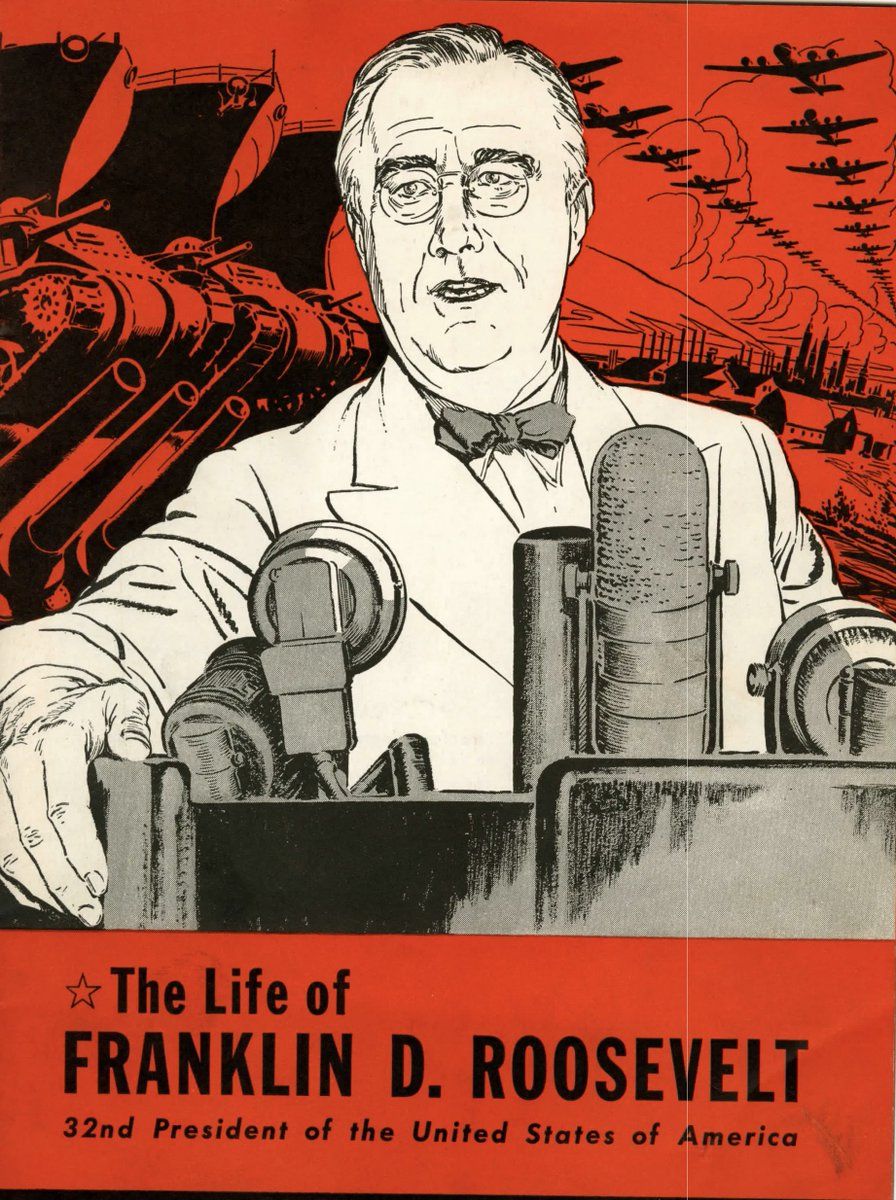 The Life of
FRANKLIN D. ROOSEVELT
32nd President of the United States of America